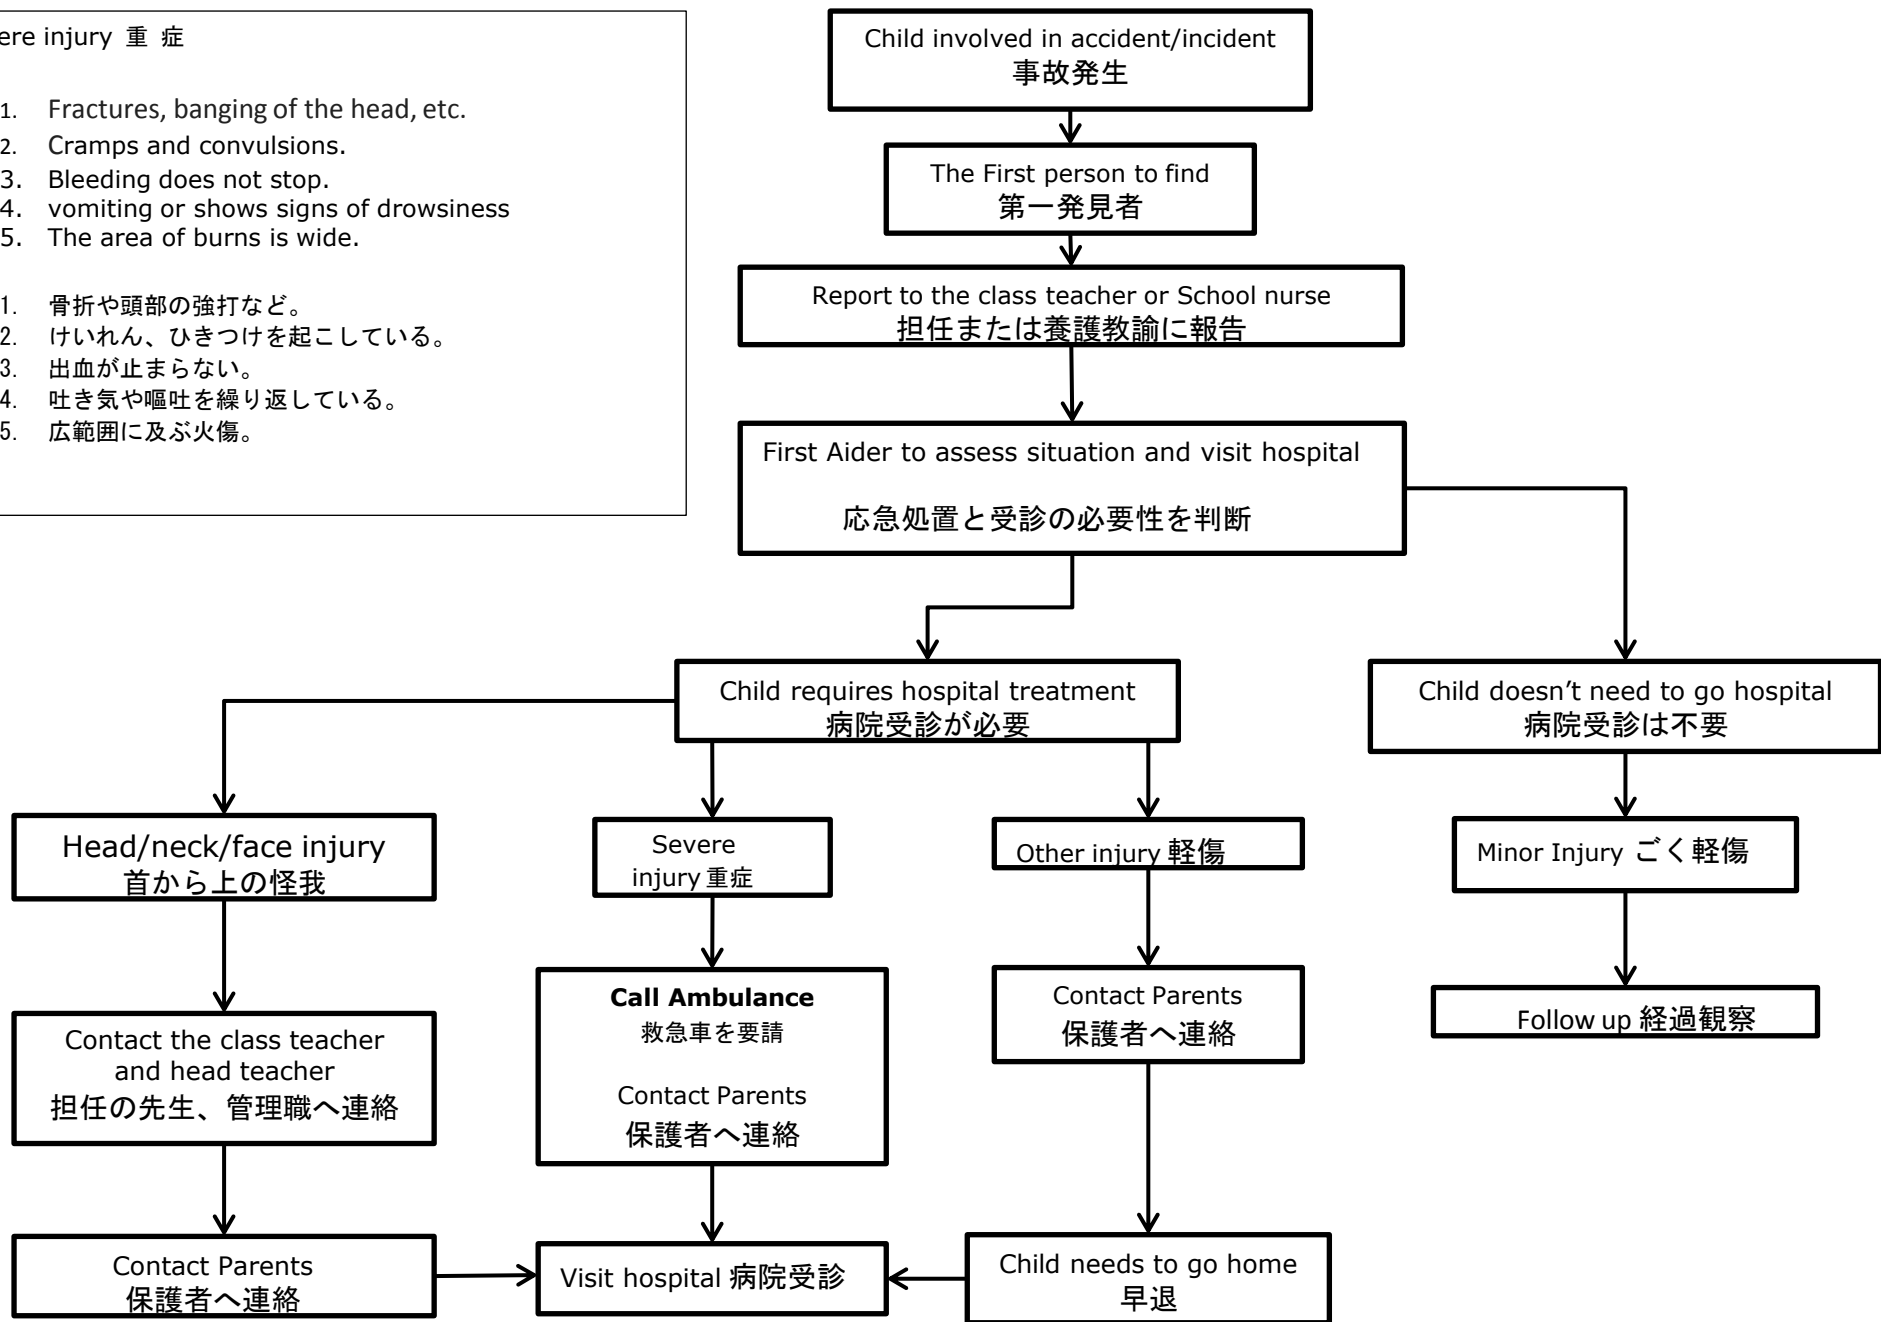 ere injury 重 症
1. Fractures, banging of the head, etc.
2. Cramps and convulsions.
3. Bleeding does not stop.
4. vomiting or shows signs of drowsiness
5. The area of burns is wide.
1. 骨折や頭部の強打など。
2. けいれん、ひきつけを起こしている。
3. 出血が止まらない。
4. 吐き気や嘔吐を繰り返している。
5. 広範囲に及ぶ火傷。
Child involved in accident/incident
事故発生
The First person to find
第一発見者
Report to the class teacher or School nurse
担任または養護教諭に報告
First Aider to assess situation and visit hospital
応急処置と受診の必要性を判断
Child requires hospital treatment
病院受診が必要
Child doesn’t need to go hospital
病院受診は不要
Head/neck/face injury
首から上の怪我
Severe
injury 重症
Other injury 軽傷
Minor Injury ごく軽傷
Contact the class teacher
and head teacher
担任の先生、管理職へ連絡
Call Ambulance
救急車を要請
Contact Parents
保護者へ連絡
Contact Parents
保護者へ連絡
Follow up 経過観察
Contact Parents
保護者へ連絡
Visit hospital 病院受診
Child needs to go home
早退